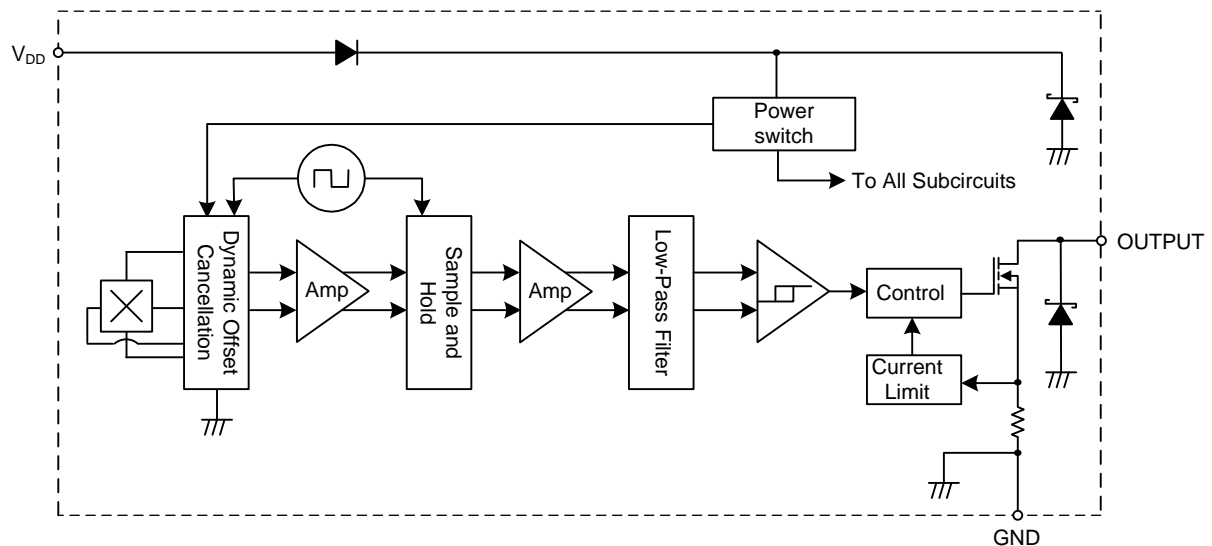 V_DD
Power
switch
To All Subcircuits
Dynamic Offset
Cancellation
Amp
Sample and
Hold
Amp
Low-Pass Filter
Control
OUTPUT
Current
Limit
GND